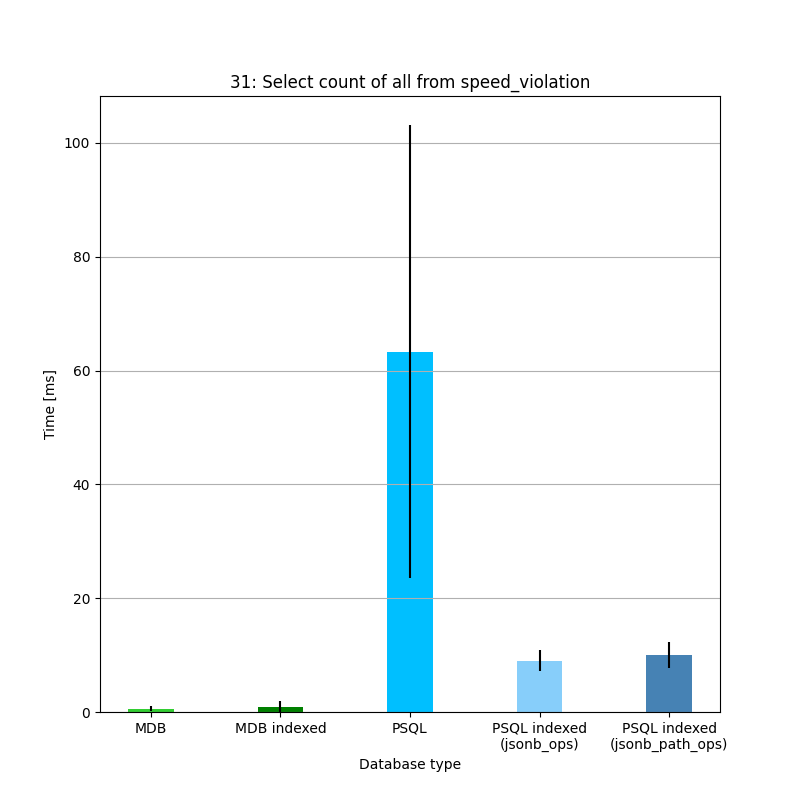 31: Select count of all from speed_violation
100
80
60
40
20
0
Time [ms]
MDB
MDB indexed
PSQL
PSQL indexed
(jsonb_ops)
PSQL indexed
(jsonb_path_ops)
Database type